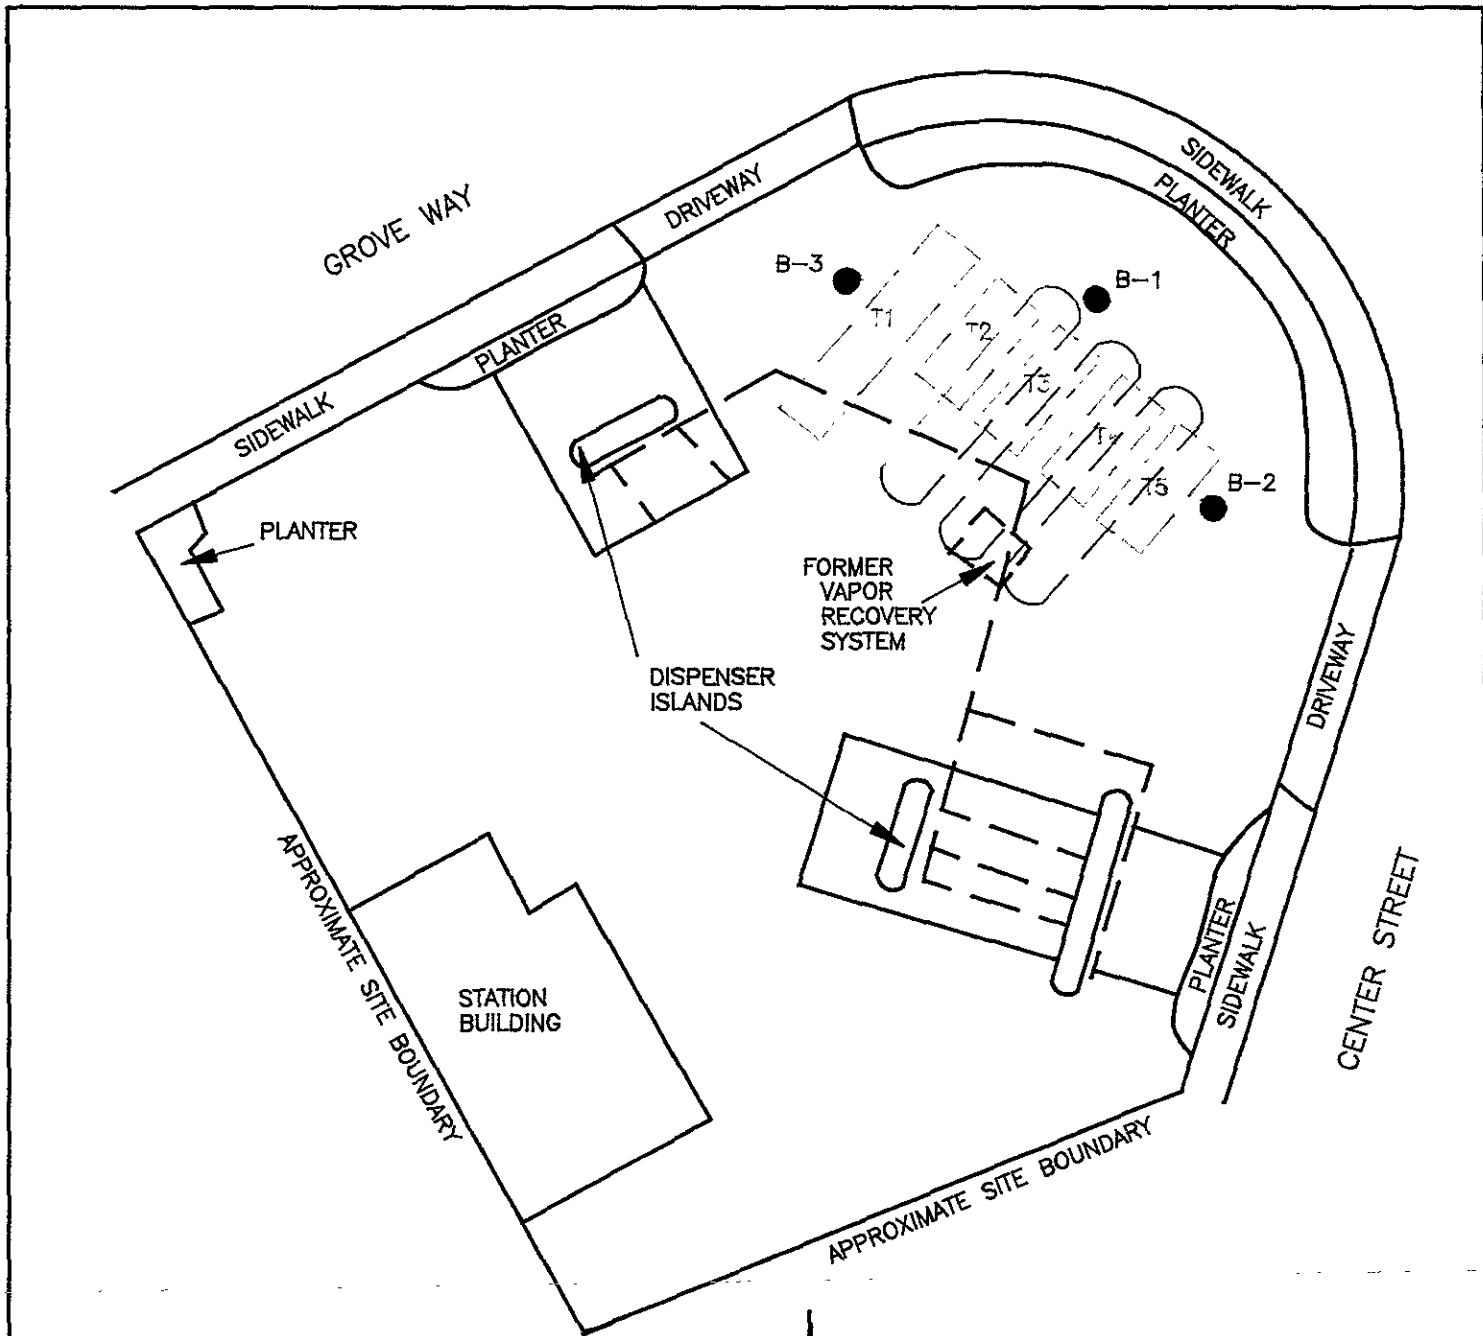 SIDEWALK
PLANTER
DRIVEWAY
GROVE WAY
B-3
B-1
T1
T2
PLANTER
T3
SIDEWALK
T4
T5
B-2
PLANTER
FORMER
VAPOR
RECOVERY
SYSTEM
DISPENSER
ISLANDS
DRIVEWAY
APPROXIMATE SITE BOUNDARY
STATION
BUILDING
PLANTER
SIDEWALK
CENTER STREET
APPROXIMATE SITE BOUNDARY